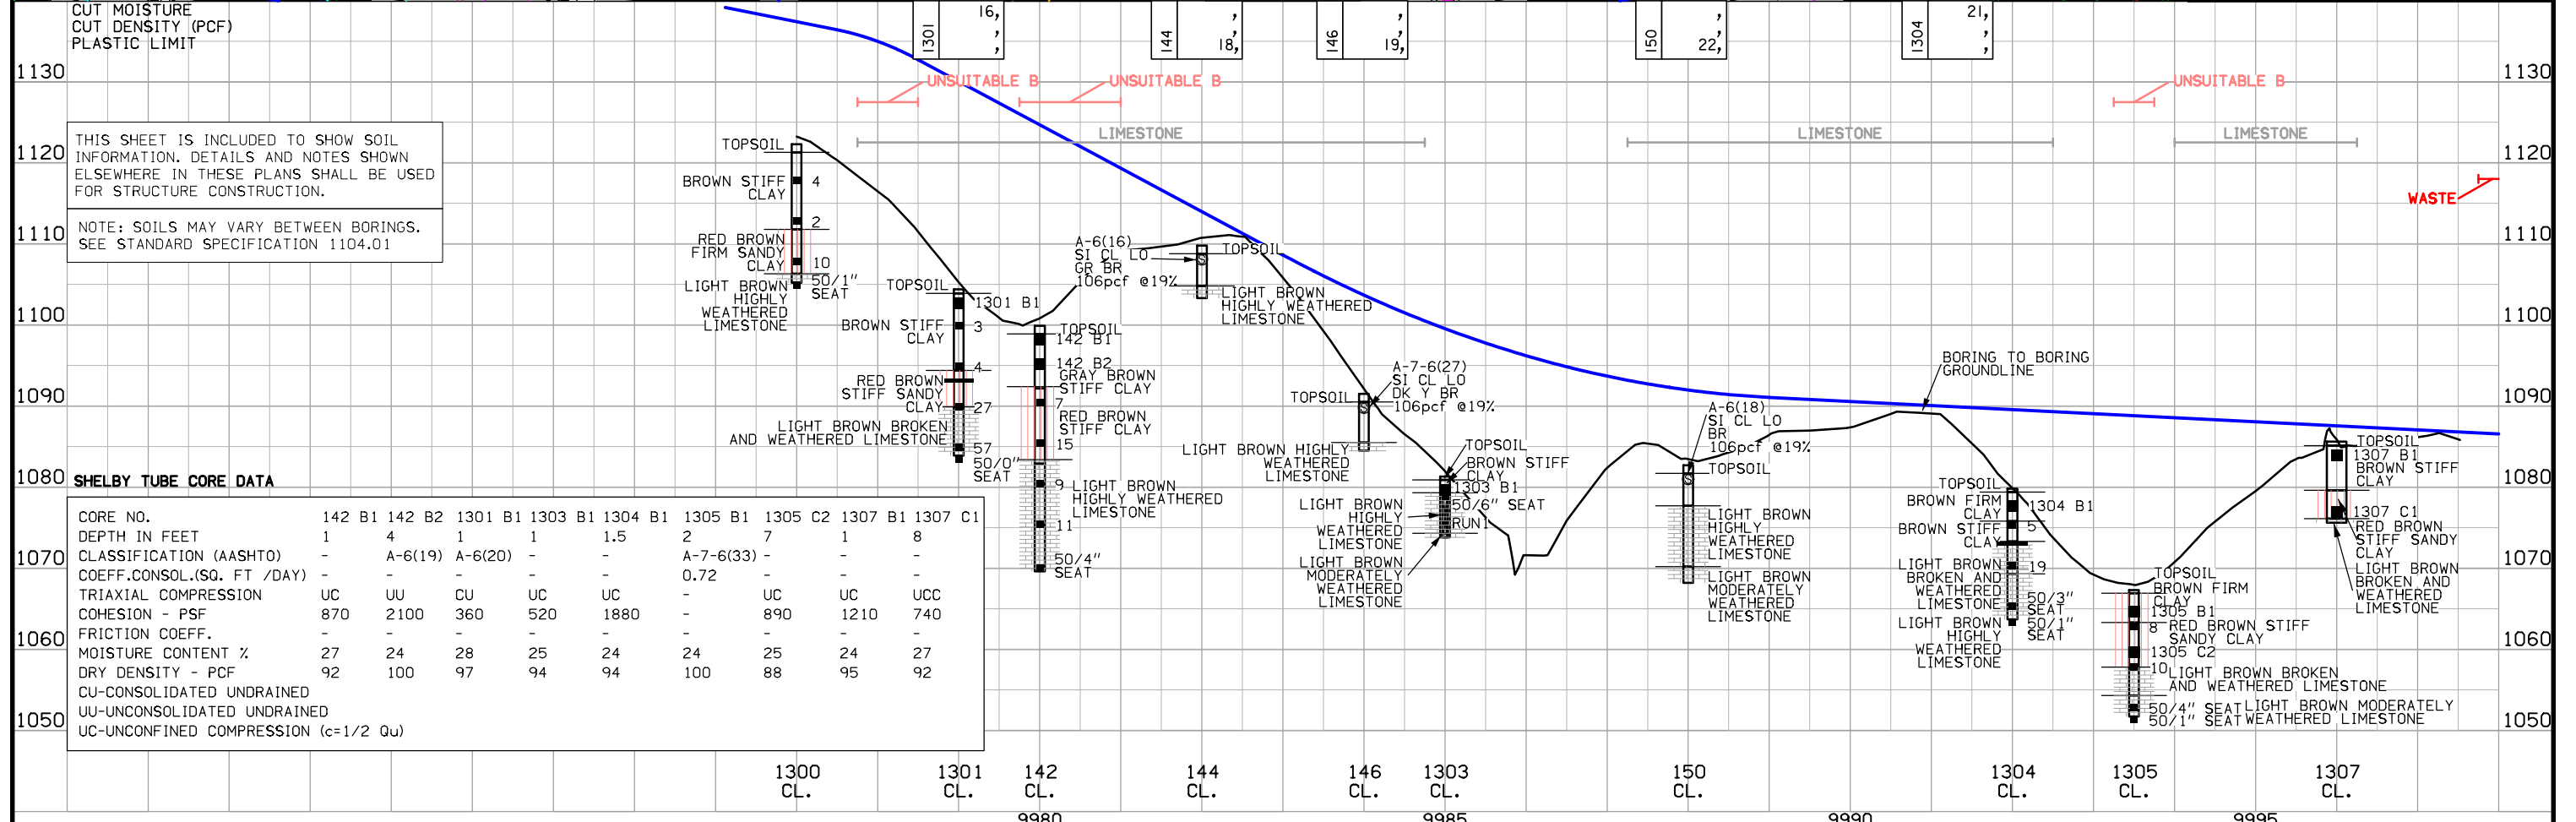 CUT MOISTURE
CUT DENSITY (PCF)
PLASTIC LIMIT
1301 16, , ,
144 , , 18,
146 , , 19,
150 , , 22,
1304 21, , ,
1130
1130
UNSUITABLE B
UNSUITABLE B
UNSUITABLE B
LIMESTONE
LIMESTONE
LIMESTONE
THIS SHEET IS INCLUDED TO SHOW SOIL
INFORMATION. DETAILS AND NOTES SHOWN
ELSEWHERE IN THESE PLANS SHALL BE USED
FOR STRUCTURE CONSTRUCTION.
NOTE: SOILS MAY VARY BETWEEN BORINGS.
SEE STANDARD SPECIFICATION 1104.01
1120
1120
WASTE
1110
1110
1100
1100
1090
1090
1080
1080
1070
1070
1060
1060
1050
1050
TOPSOIL
BROWN STIFF
CLAY
4
2
RED BROWN
FIRM SANDY
CLAY
10
50/1"
SEAT
LIGHT BROWN
HIGHLY
WEATHERED
LIMESTONE
TOPSOIL
1301 B1
BROWN STIFF
CLAY
3
4
RED BROWN
STIFF SANDY
CLAY
27
LIGHT BROWN BROKEN
AND WEATHERED LIMESTONE
57
50/0"
SEAT
TOPSOIL
142 B1
142 B2
GRAY BROWN
STIFF CLAY
7
RED BROWN
STIFF CLAY
15
9
LIGHT BROWN
HIGHLY WEATHERED
LIMESTONE
11
50/4"
SEAT
A-6(16)
SI CL LO
GR BR
106pcf @19%
TOPSOIL
S
LIGHT BROWN
HIGHLY WEATHERED
LIMESTONE
A-7-6(27)
SI CL LO
DK Y BR
106pcf @19%
TOPSOIL
S
LIGHT BROWN HIGHLY
WEATHERED
LIMESTONE
TOPSOIL
BROWN STIFF
CLAY
1303 B1
50/6" SEAT
RUN1
LIGHT BROWN
HIGHLY
WEATHERED
LIMESTONE
LIGHT BROWN
MODERATELY
WEATHERED
LIMESTONE
A-6(18)
SI CL LO
BR
106pcf @19%
TOPSOIL
S
LIGHT BROWN
HIGHLY
WEATHERED
LIMESTONE
LIGHT BROWN
MODERATELY
WEATHERED
LIMESTONE
BORING TO BORING
GROUNDLINE
TOPSOIL
BROWN FIRM
CLAY
1304 B1
5
BROWN STIFF
CLAY
LIGHT BROWN
BROKEN AND
WEATHERED
LIMESTONE
19
50/3"
SEAT
50/1"
SEAT
LIGHT BROWN
HIGHLY
WEATHERED
LIMESTONE
TOPSOIL
BROWN FIRM
CLAY
1305 B1
8
RED BROWN STIFF
SANDY CLAY
1305 C2
10
LIGHT BROWN BROKEN
AND WEATHERED LIMESTONE
50/4" SEAT
50/1" SEAT
LIGHT BROWN MODERATELY
WEATHERED LIMESTONE
TOPSOIL
1307 B1
BROWN STIFF
CLAY
1307 C1
RED BROWN
STIFF SANDY
CLAY
LIGHT BROWN
BROKEN AND
WEATHERED
LIMESTONE
SHELBY TUBE CORE DATA
CORE NO. 142 B1 142 B2 1301 B1 1303 B1 1304 B1 1305 B1 1305 C2 1307 B1 1307 C1
DEPTH IN FEET 1 4 1 1 1.5 2 7 1 8
CLASSIFICATION (AASHTO) - A-6(19) A-6(20) - - A-7-6(33) - - -
COEFF.CONSOL.(SQ. FT /DAY) - - - - - 0.72 - - -
TRIAXIAL COMPRESSION UC UU CU UC UC - UC UC UCC
COHESION - PSF 870 2100 360 520 1880 - 890 1210 740
FRICTION COEFF. - - - - - - - - -
MOISTURE CONTENT % 27 24 28 25 24 24 25 24 27
DRY DENSITY - PCF 92 100 97 94 94 100 88 95 92
CU-CONSOLIDATED UNDRAINED
UU-UNCONSOLIDATED UNDRAINED
UC-UNCONFINED COMPRESSION (c=1/2 Qu)
1300
CL.
1301
CL.
142
CL.
144
CL.
146
CL.
1303
CL.
150
CL.
1304
CL.
1305
CL.
1307
CL.
9980
9985
9990
9995